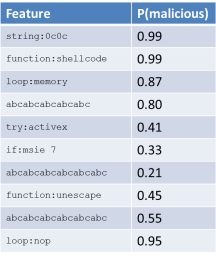 Feature P(malicious)
string:0c0c 0.99
function:shellcode 0.99
loop:memory 0.87
abcabcabcabcabc 0.80
try:activex 0.41
if:msie 7 0.33
abcabcabcabcabcabc 0.21
function:unescape 0.45
abcabcabcabcabcabc 0.55
loop:nop 0.95